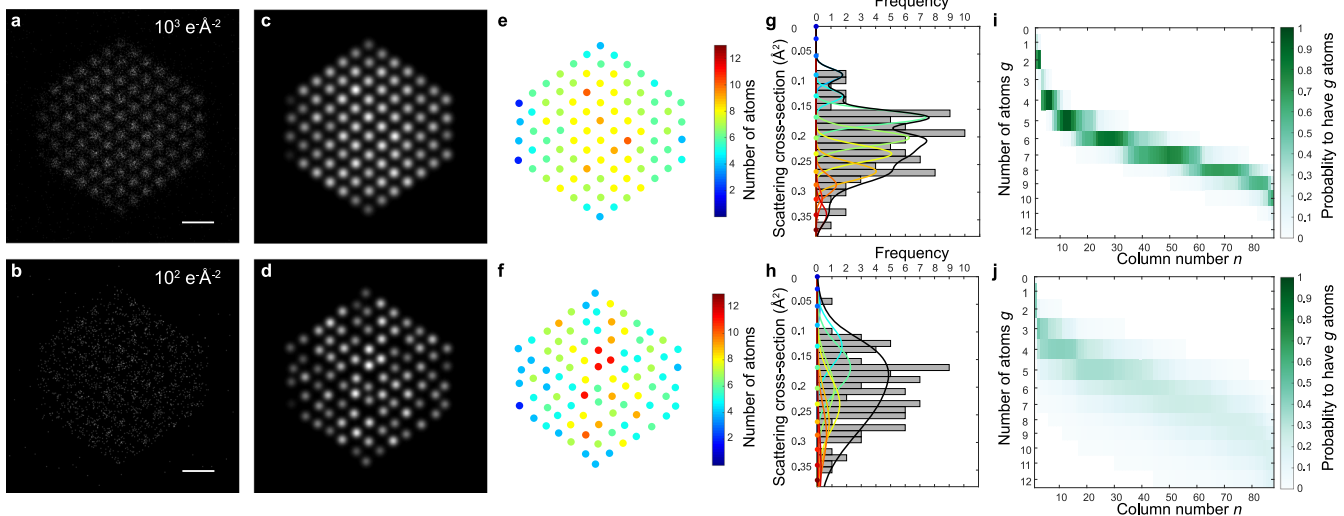 a
10³ e⁻Å⁻²
c
e
12
10
8
6
4
2
Number of atoms
g
Frequency
0 1 2 3 4 5 6 7 8 9 10
0
0.05
0.1
0.15
0.2
0.25
0.3
0.35
Scattering cross-section (Å²)
i
0
1
2
3
4
5
6
7
8
9
10
11
12
Number of atoms g
10 20 30 40 50 60 70 80
Column number n
1
0.9
0.8
0.7
0.6
0.5
0.4
0.3
0.2
0.1
0
Probablity to have g atoms
b
10² e⁻Å⁻²
d
f
12
10
8
6
4
2
Number of atoms
h
Frequency
0 1 2 3 4 5 6 7 8 9 10
0
0.05
0.1
0.15
0.2
0.25
0.3
0.35
Scattering cross-section (Å²)
j
0
1
2
3
4
5
6
7
8
9
10
11
12
Number of atoms g
10 20 30 40 50 60 70 80
Column number n
1
0.9
0.8
0.7
0.6
0.5
0.4
0.3
0.2
0.1
0
Probablity to have g atoms